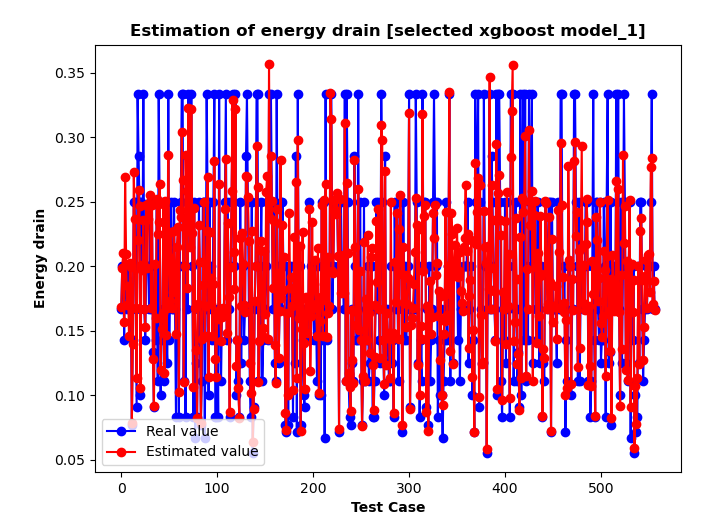 Estimation of energy drain [selected xgboost model_1]
0.35
0.30
0.25
0.20
0.15
0.10
0.05
Energy drain
Real value
Estimated value
0 100 200 300 400 500
Test Case